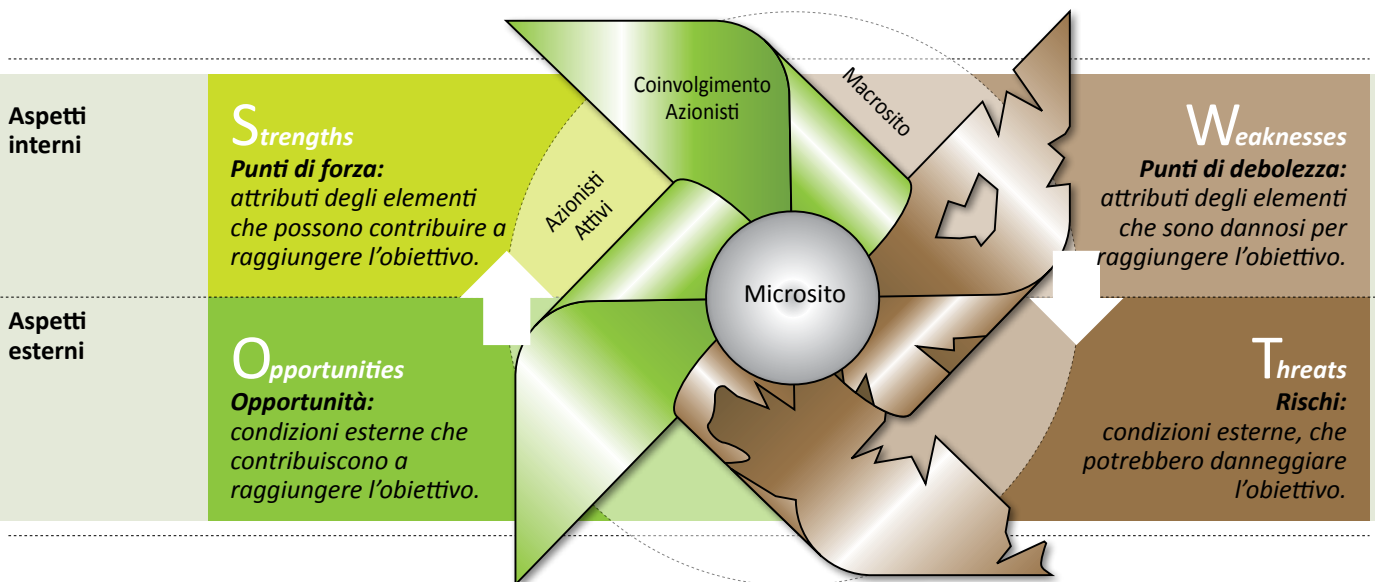 Aspetti
interni
Strengths
Punti di forza:
attributi degli elementi
che possono contribuire a
raggiungere l’obiettivo.
Azionisti
Attivi
Coinvolgimento
Azionisti
Macrosito
Weaknesses
Punti di debolezza:
attributi degli elementi
che sono dannosi per
raggiungere l’obiettivo.
Microsito
Aspetti
esterni
Opportunities
Opportunità:
condizioni esterne che
contribuiscono a
raggiungere l’obiettivo.
Threats
Rischi:
condizioni esterne, che
potrebbero danneggiare
l’obiettivo.